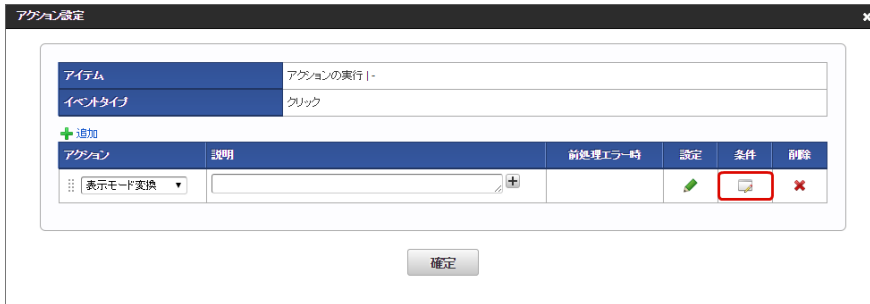 アクション設定
アイテム アクションの実行 | -
イベントタイプ クリック
追加
アクション 説明 前処理エラー時 設定 条件 削除
表示モード変換
確定